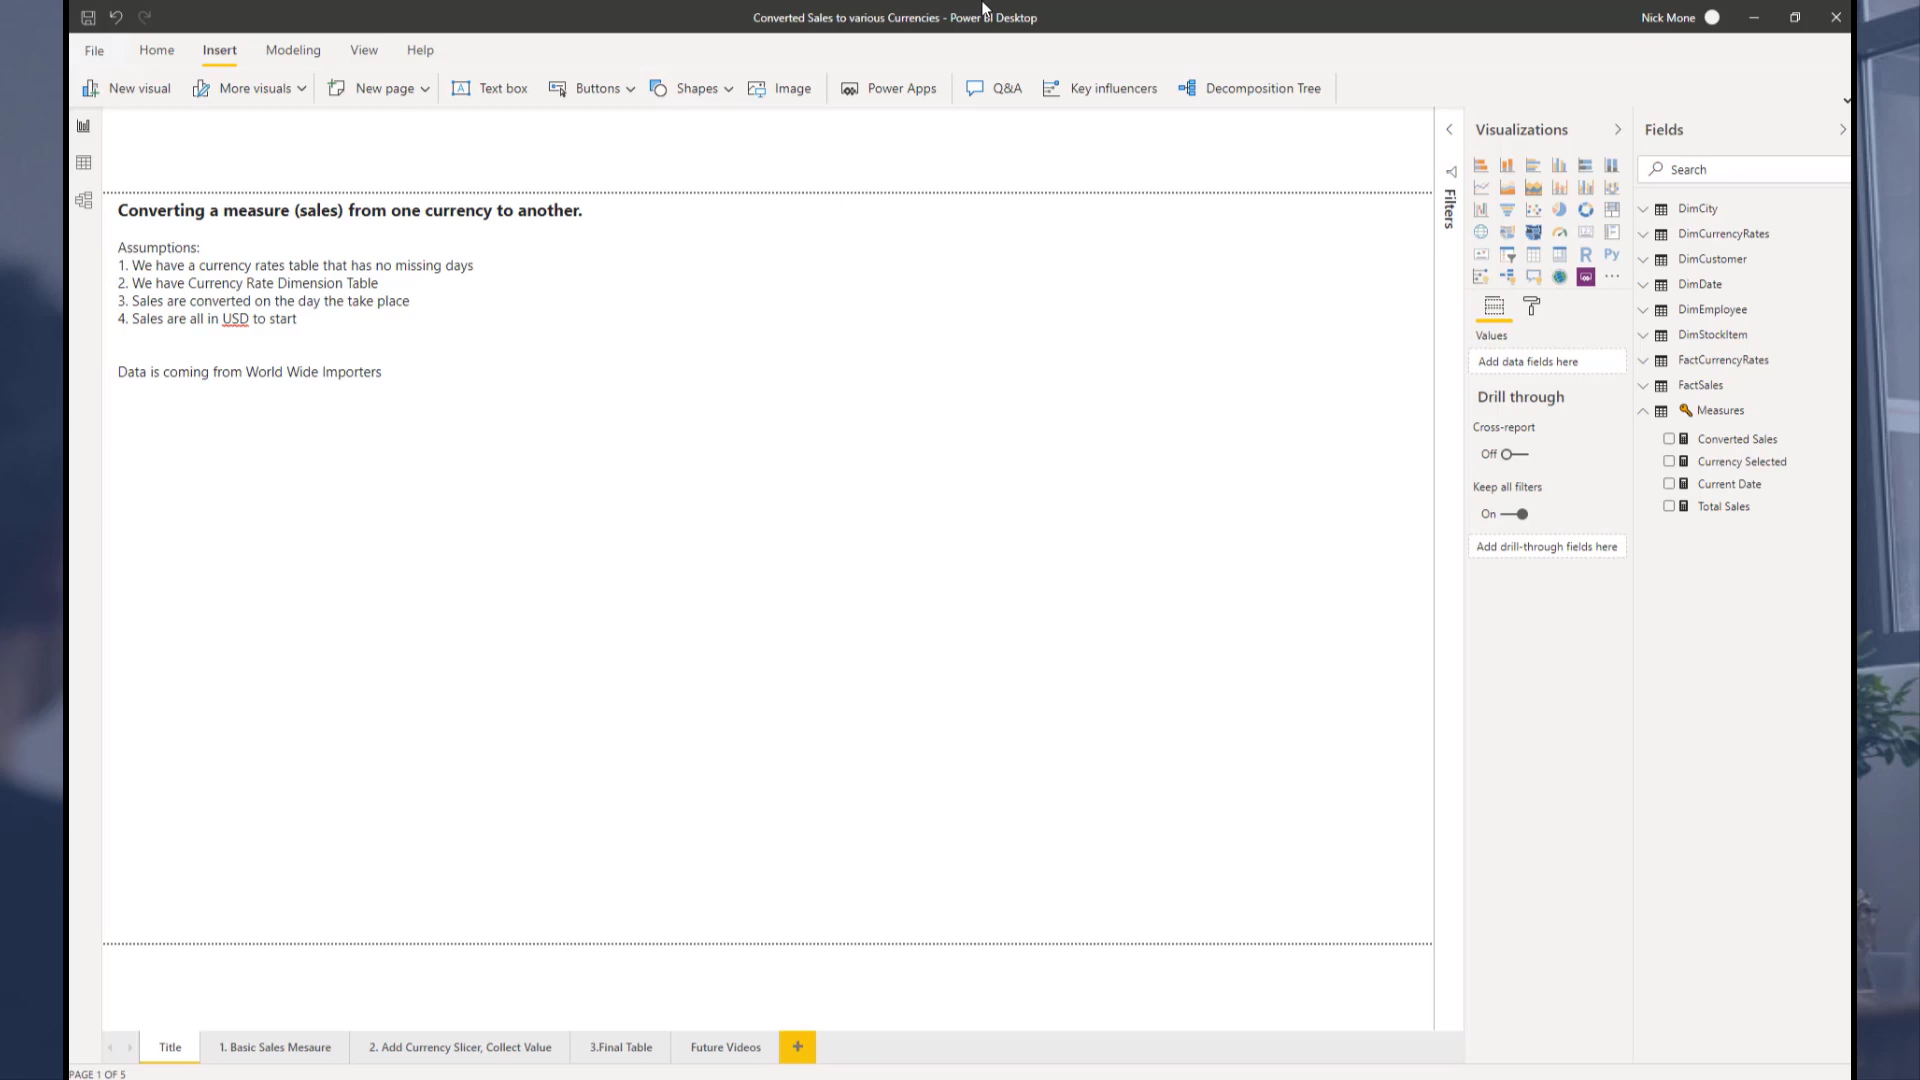 Converted Sales to various Currencies - Power BI Desktop
Nick Mone
File Home Insert Modeling View Help
New visual More visuals New page Text box Buttons Shapes Image Power Apps Q&A Key influencers Decomposition Tree
Converting a measure (sales) from one currency to another.
Assumptions:
1. We have a currency rates table that has no missing days
2. We have Currency Rate Dimension Table
3. Sales are converted on the day the take place
4. Sales are all in USD to start
Data is coming from World Wide Importers
Filters
Visualizations
R Py
Values
Add data fields here
Drill through
Cross-report
Off
Keep all filters
On
Add drill-through fields here
Fields
Search
DimCity
DimCurrencyRates
DimCustomer
DimDate
DimEmployee
DimStockItem
FactCurrencyRates
FactSales
Measures
Converted Sales
Currency Selected
Current Date
Total Sales
Title 1. Basic Sales Mesaure 2. Add Currency Slicer, Collect Value 3.Final Table Future Videos
PAGE 1 OF 5